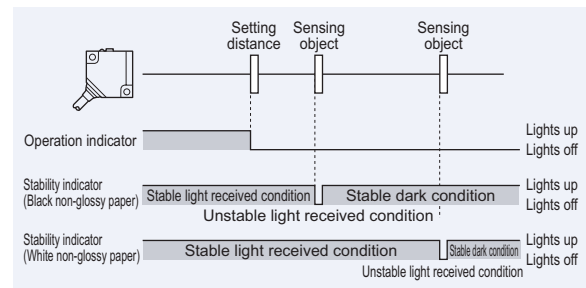 Setting
distance
Sensing
object
Sensing
object
Operation indicator
Lights up
Lights off
Stability indicator
(Black non-glossy paper)
Stable light received condition
Stable dark condition
Lights up
Lights off
Unstable light received condition
Stability indicator
(White non-glossy paper)
Stable light received condition
Stable dark condition
Lights up
Lights off
Unstable light received condition